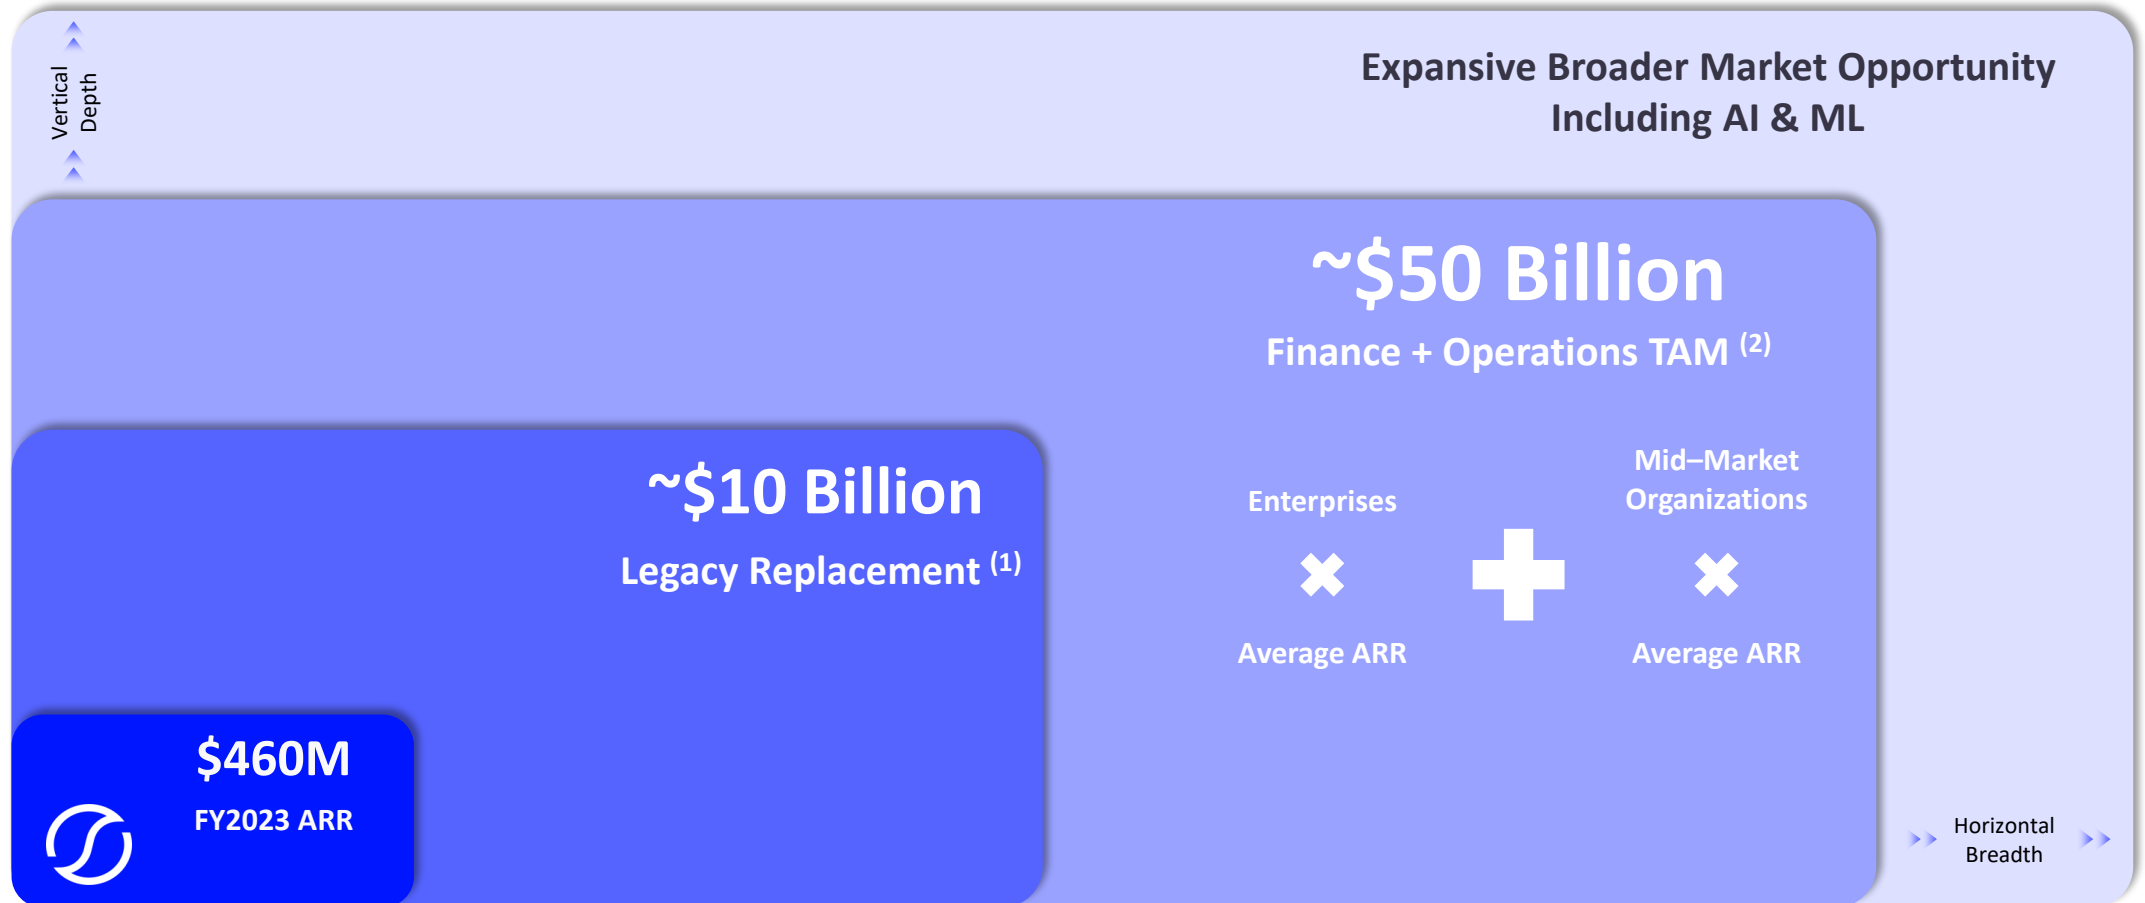 Vertical
Depth
Expansive Broader Market Opportunity
Including AI & ML
~$50 Billion
Finance + Operations TAM (2)
Enterprises
Average ARR
Mid–Market
Organizations
Average ARR
~$10 Billion
Legacy Replacement (1)
$460M
FY2023 ARR
Horizontal
Breadth